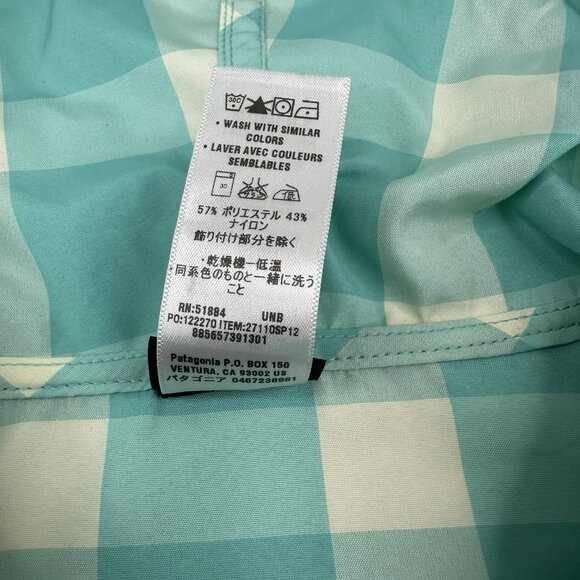 30C
• WASH WITH SIMILAR
COLORS
• LAVER AVEC COULEURS
SEMBLABLES
30
低
57% ポリエステル 43%
ナイロン
飾り付け部分を除く
・乾燥機ー低温
・同系色のものと一緒に洗う
こと
RN:51884 UNB
PO:122270 ITEM:27110SP12
885657391301
Patagonia P.O. BOX 150
VENTURA, CA 93002 US
パタゴニア 0467238961